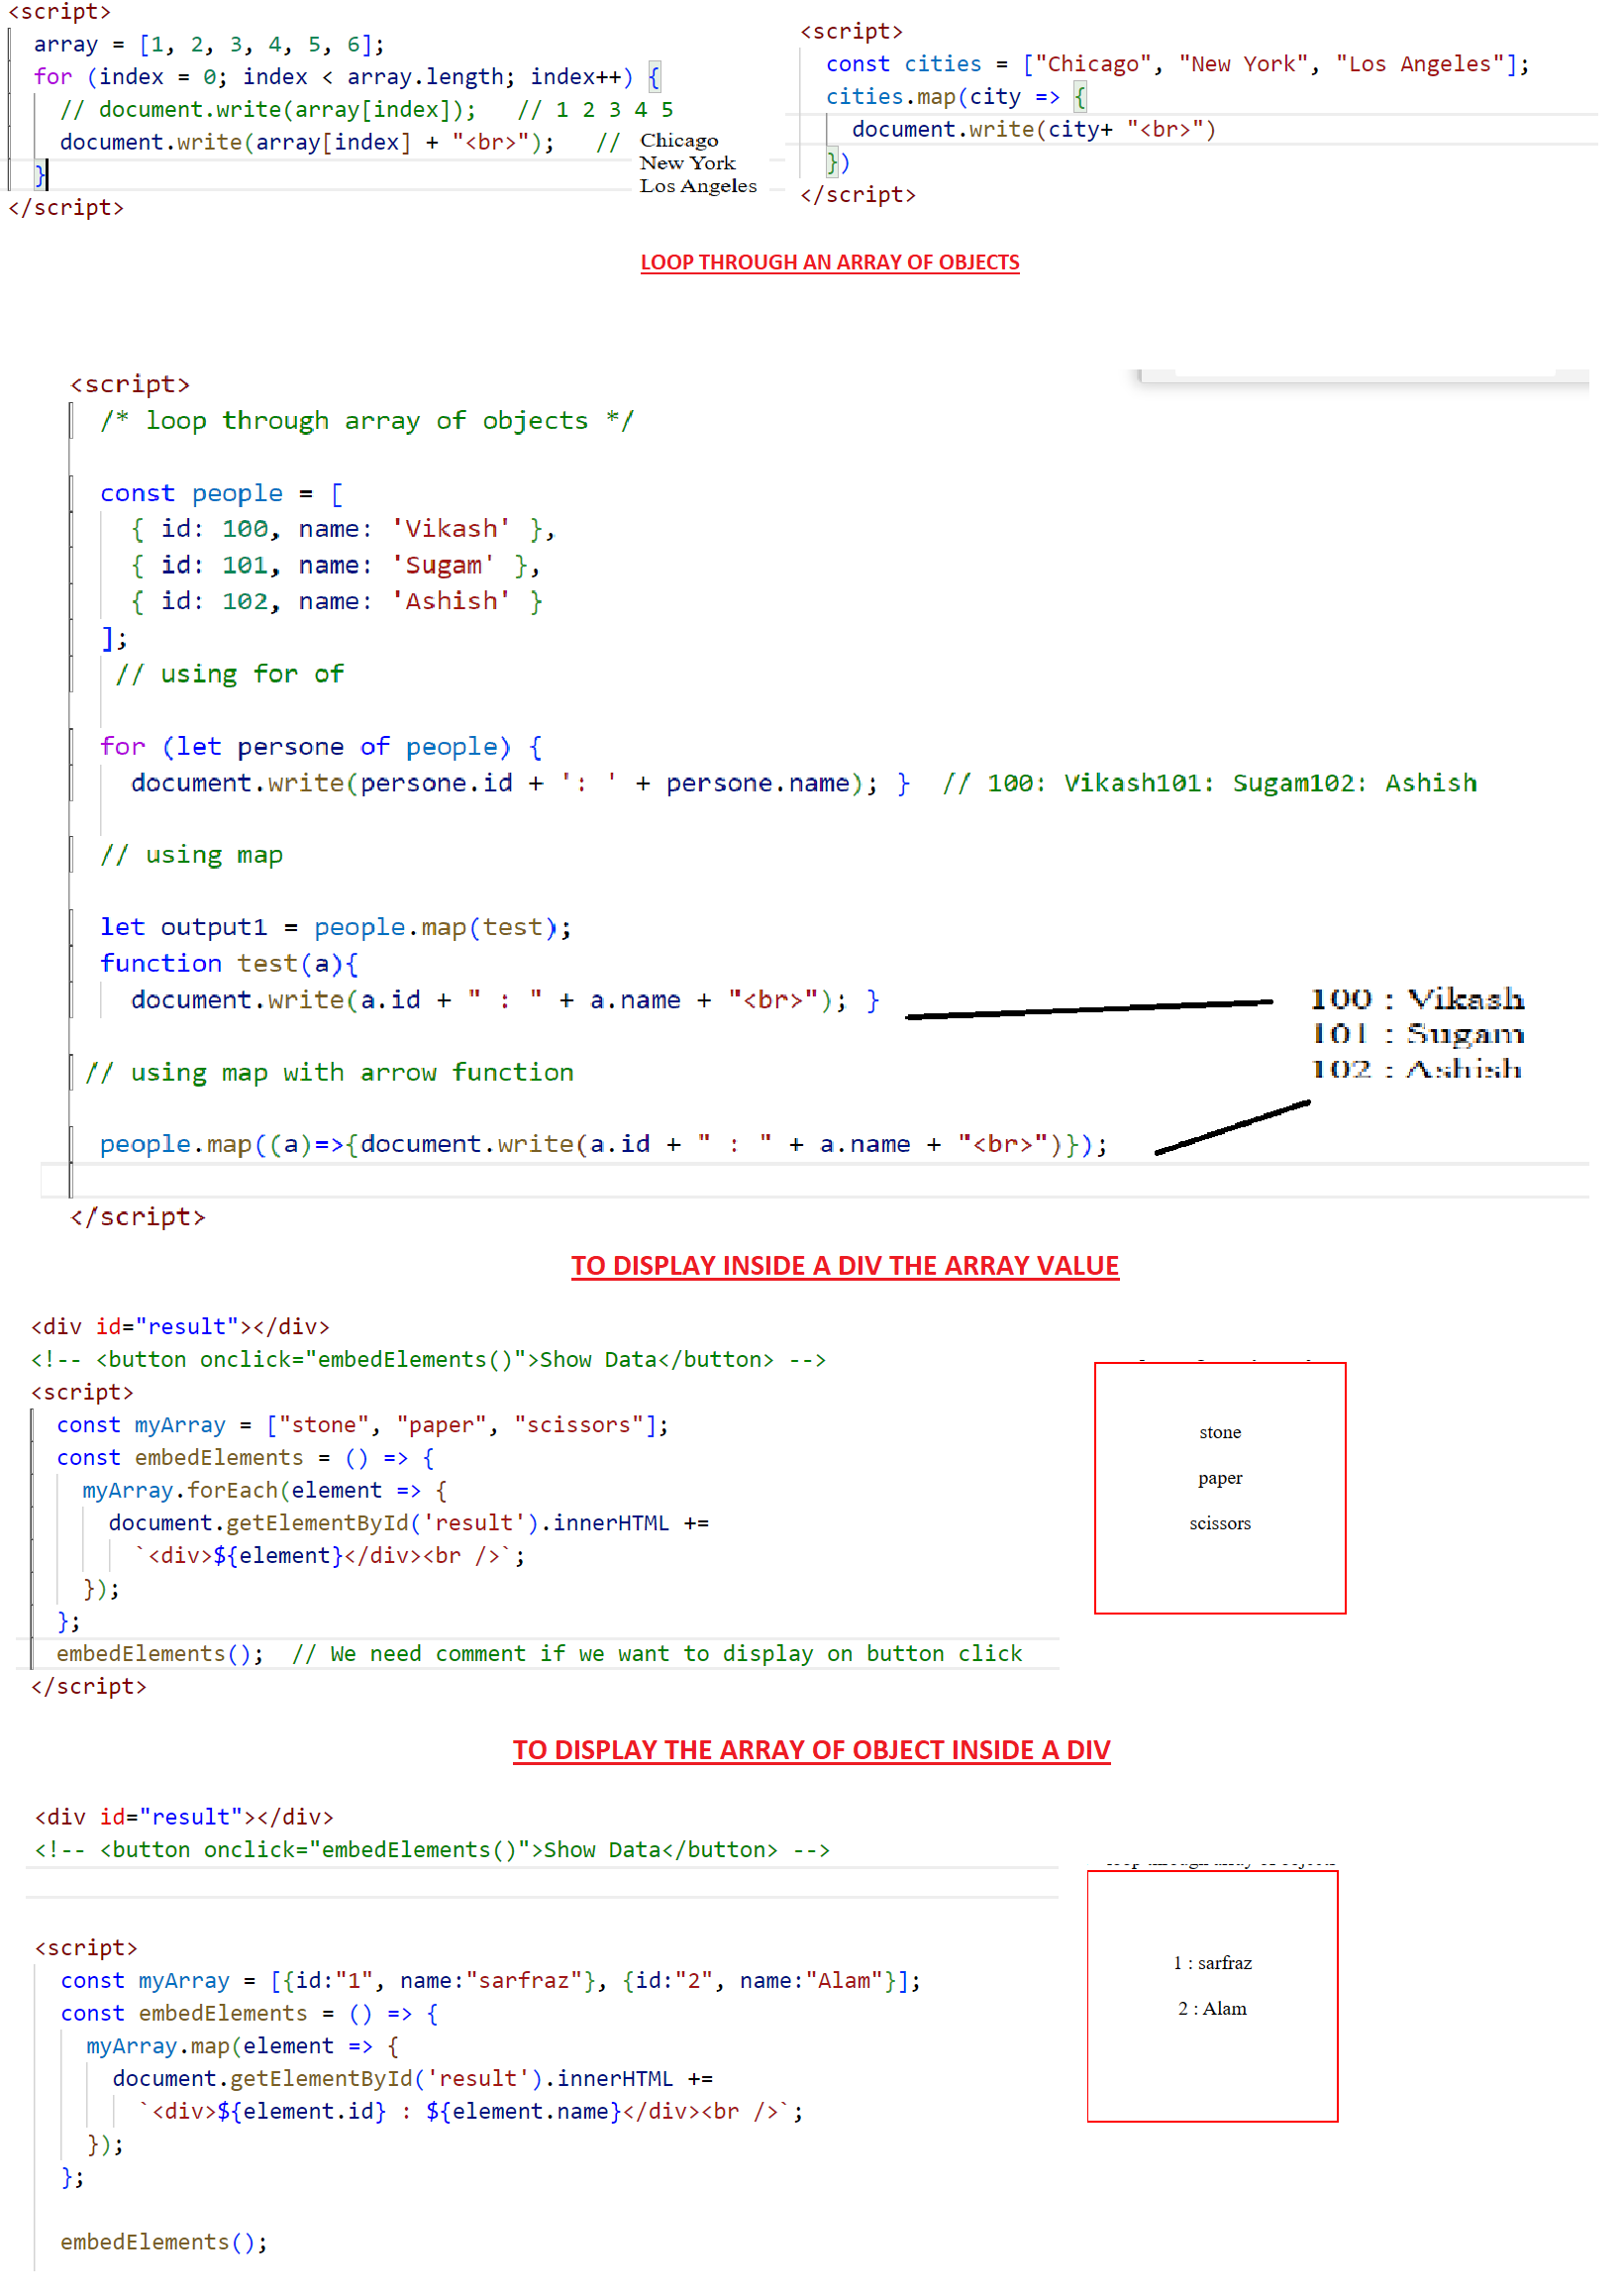 <script>
array = [1, 2, 3, 4, 5, 6];
for (index = 0; index < array.length; index++) {
// document.write(array[index]);   // 1 2 3 4 5
document.write(array[index] + "<br>");   //
}
</script>
Chicago
New York
Los Angeles
<script>
const cities = ["Chicago", "New York", "Los Angeles"];
cities.map(city => {
document.write(city+ "<br>")
})
</script>
LOOP THROUGH AN ARRAY OF OBJECTS
<script>
/* loop through array of objects */
const people = [
{ id: 100, name: 'Vikash' },
{ id: 101, name: 'Sugam' },
{ id: 102, name: 'Ashish' }
];
// using for of
for (let persone of people) {
document.write(persone.id + ': ' + persone.name); }  // 100: Vikash101: Sugam102: Ashish
// using map
let output1 = people.map(test);
function test(a){
document.write(a.id + " : " + a.name + "<br>"); }
100 : Vikash
101 : Sugam
102 : Ashish
// using map with arrow function
people.map((a)=>{document.write(a.id + " : " + a.name + "<br>")});
</script>
TO DISPLAY INSIDE A DIV THE ARRAY VALUE
<div id="result"></div>
<!-- <button onclick="embedElements()">Show Data</button> -->
<script>
const myArray = ["stone", "paper", "scissors"];
const embedElements = () => {
myArray.forEach(element => {
document.getElementById('result').innerHTML +=
`<div>${element}</div><br />`;
});
};
embedElements();  // We need comment if we want to display on button click
</script>
stone
paper
scissors
TO DISPLAY THE ARRAY OF OBJECT INSIDE A DIV
<div id="result"></div>
<!-- <button onclick="embedElements()">Show Data</button> -->
<script>
const myArray = [{id:"1", name:"sarfraz"}, {id:"2", name:"Alam"}];
const embedElements = () => {
myArray.map(element => {
document.getElementById('result').innerHTML +=
`<div>${element.id} : ${element.name}</div><br />`;
});
};
embedElements();
loop through array of objects
1 : sarfraz
2 : Alam